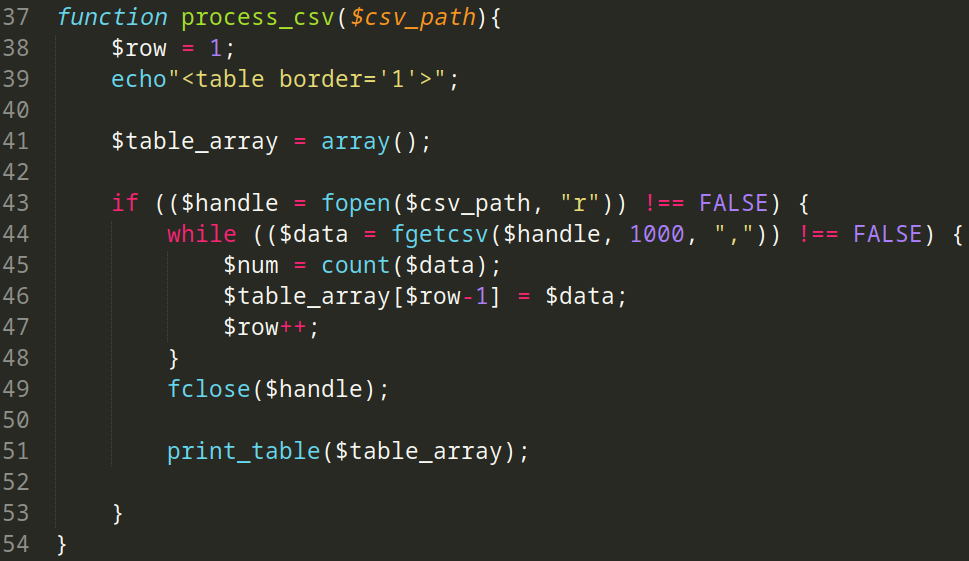 37 function process_csv($csv_path){
38     $row = 1;
39     echo"<table border='1'>";
40
41     $table_array = array();
42
43     if (($handle = fopen($csv_path, "r")) !== FALSE) {
44         while (($data = fgetcsv($handle, 1000, ",")) !== FALSE) {
45             $num = count($data);
46             $table_array[$row-1] = $data;
47             $row++;
48         }
49         fclose($handle);
50
51         print_table($table_array);
52
53     }
54 }